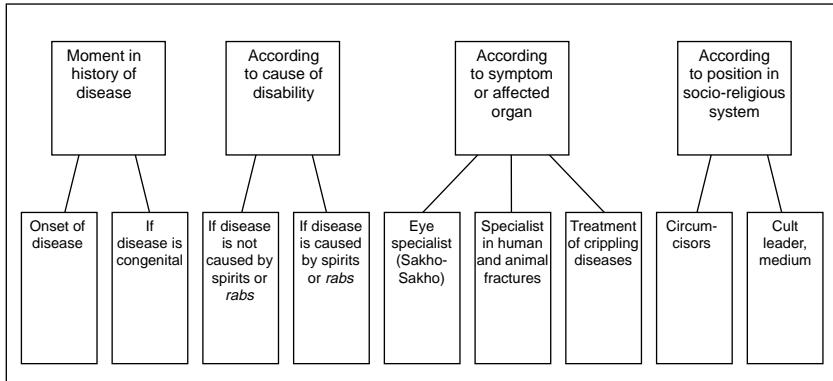 Moment in
history of
disease
According
to cause of
disability
According
to symptom
or affected
organ
According
to position in
socio-religious
system
Onset of
disease
If
disease is
congenital
If disease
is not
caused by
spirits or
rabs
If disease
is caused by
spirits or rabs
Eye
specialist
(Sakho-
Sakho)
Specialist
in human
and animal
fractures
Treatment
of crippling
diseases
Circum-
cisors
Cult
leader,
medium